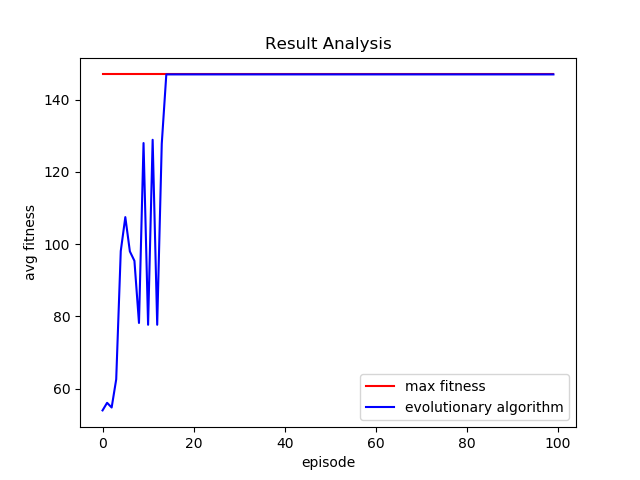 Result Analysis
140
120
100
80
60
avg fitness
max fitness
evolutionary algorithm
0 20 40 60 80 100
episode